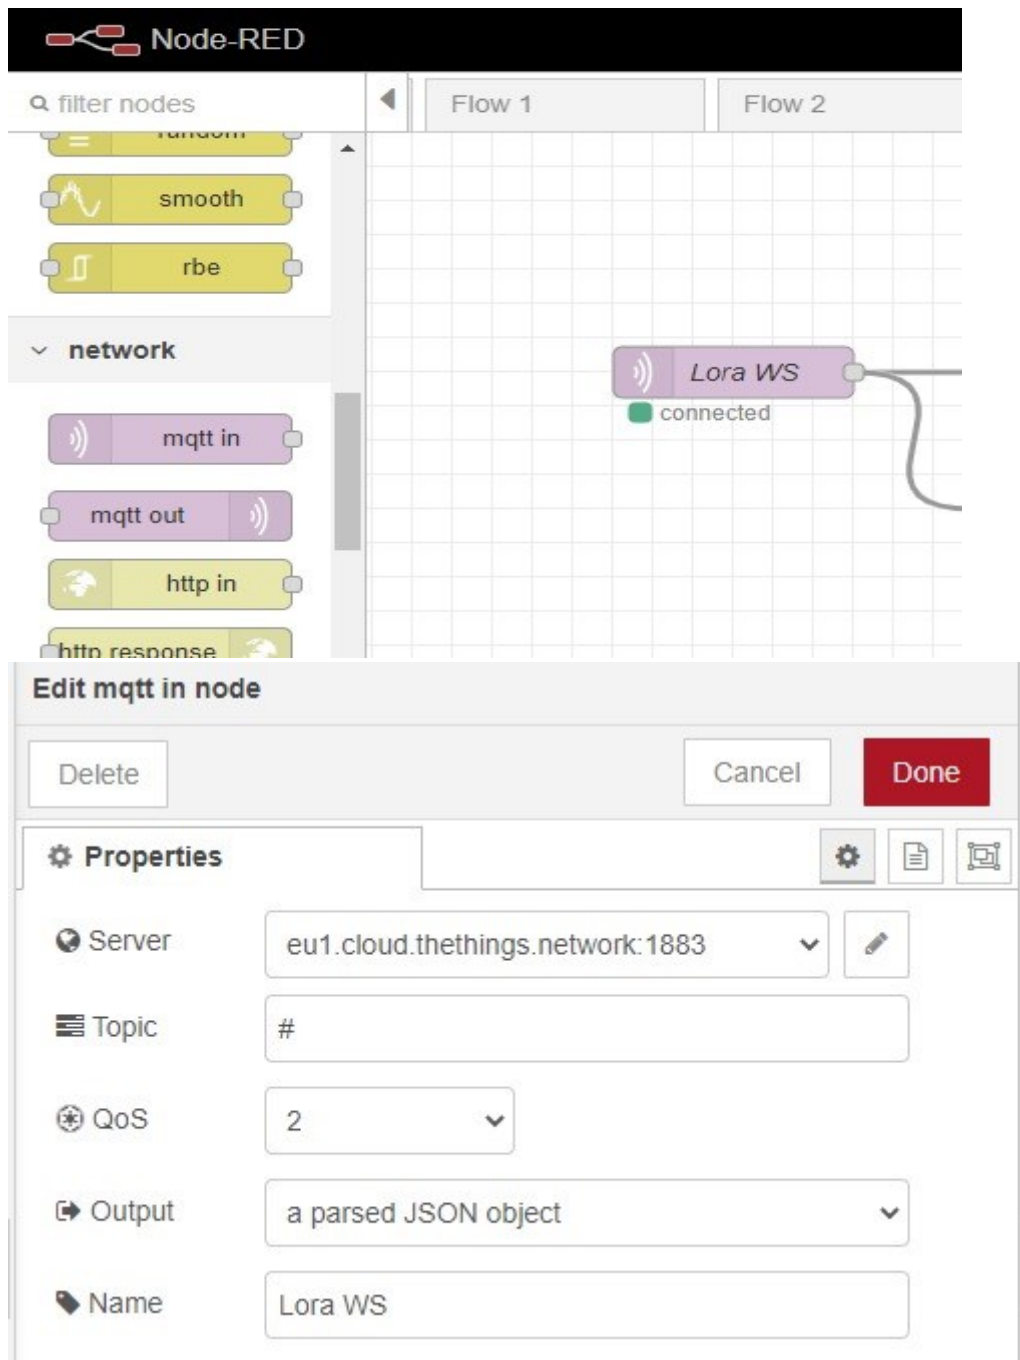 Node-RED
filter nodes
Flow 1
Flow 2
random
smooth
rbe
network
mqtt in
mqtt out
http in
http response
Lora WS
connected
Edit mqtt in node
Delete
Cancel
Done
Properties
Server
eu1.cloud.thethings.network:1883
Topic
#
QoS
2
Output
a parsed JSON object
Name
Lora WS